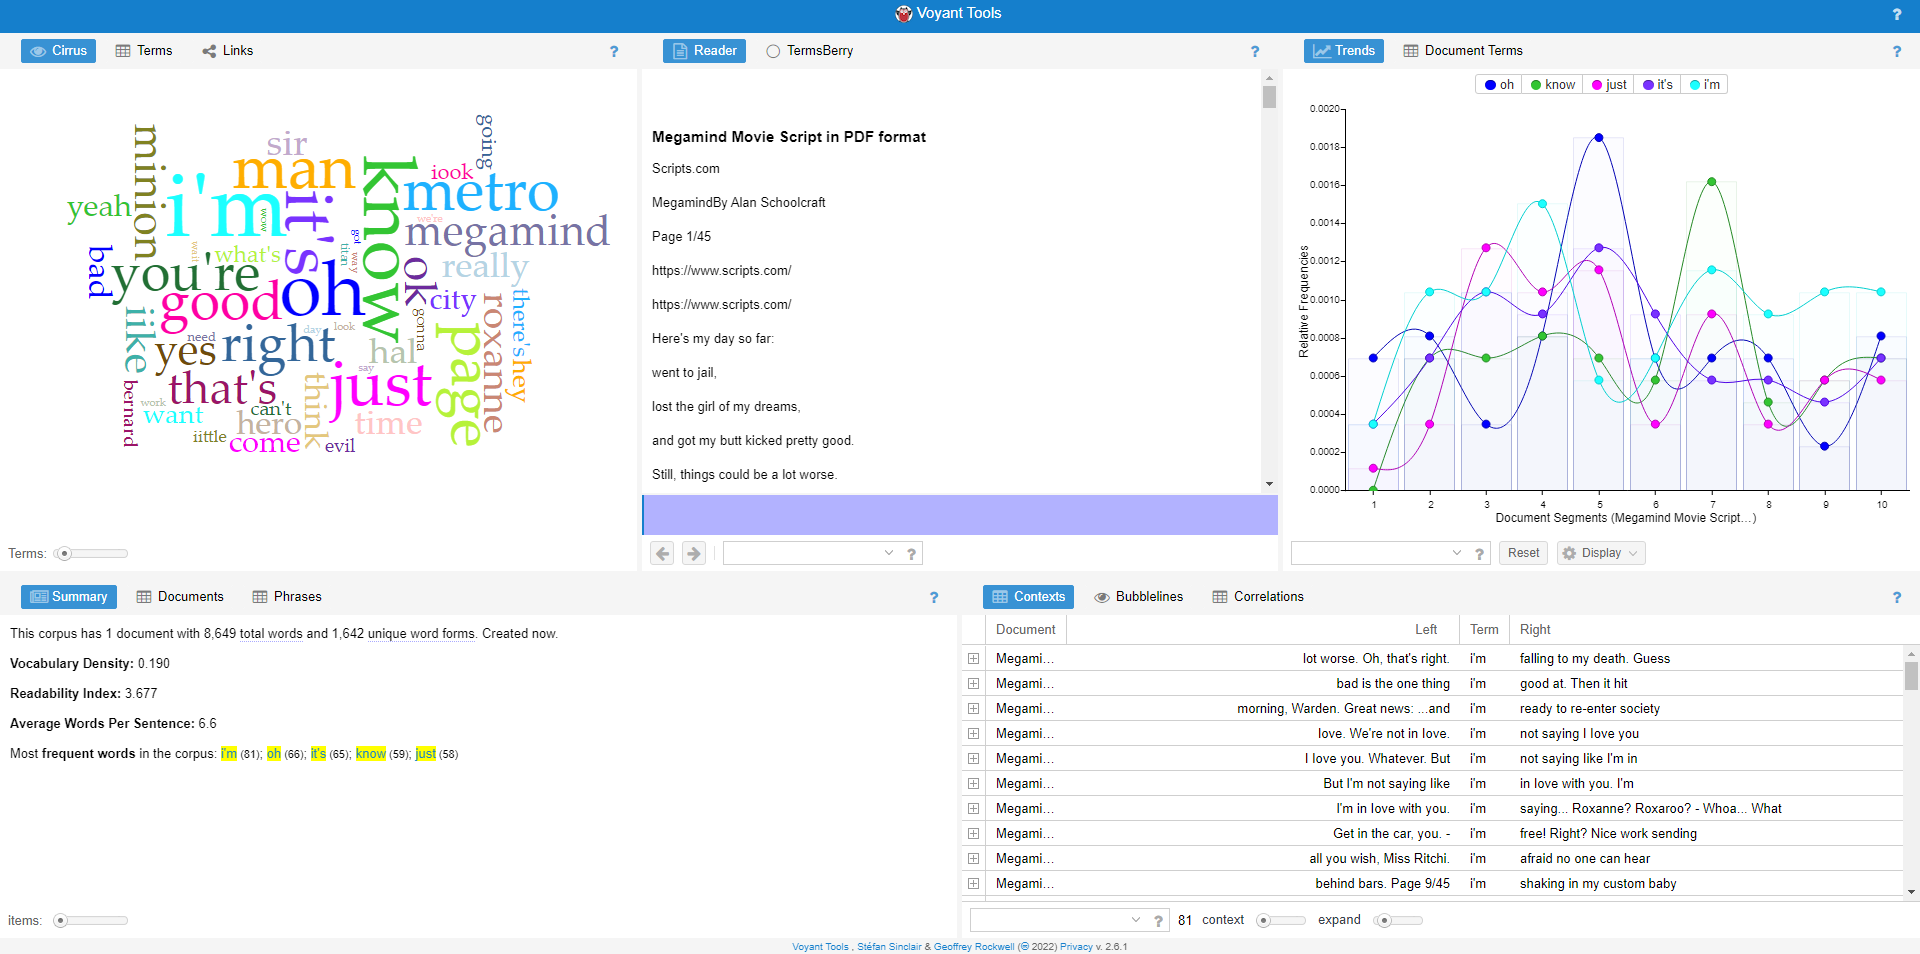 Voyant Tools
?
Cirrus Terms Links ?
Reader TermsBerry ?
Trends Document Terms ?
going
minion
sir
man
know
iook
metro
yeah
i'm
wow
it's
we're
megamind
bad
wait
what's
got
titan
way
you're
ok
really
good
oh
city
there's
iike
gonna
roxanne
need
day
look
yes
right
hal
page
hey
say
that's
just
bernard
work
want
can't
think
hero
time
iittle
come
evil
Terms:
Megamind Movie Script in PDF format
Scripts.com
MegamindBy Alan Schoolcraft
Page 1/45
https://www.scripts.com/
https://www.scripts.com/
Here's my day so far:
went to jail,
lost the girl of my dreams,
and got my butt kicked pretty good.
Still, things could be a lot worse.
?
oh know just it's i'm
0.0020
0.0018
0.0016
0.0014
0.0012
0.0010
0.0008
0.0006
0.0004
0.0002
0.0000
Relative Frequencies
1 2 3 4 5 6 7 8 9 10
Document Segments (Megamind Movie Script...)
? Reset Display
Summary Documents Phrases ?
This corpus has 1 document with 8,649 total words and 1,642 unique word forms. Created now.
Vocabulary Density: 0.190
Readability Index: 3.677
Average Words Per Sentence: 6.6
Most frequent words in the corpus: i'm (81); oh (66); it's (65); know (59); just (58)
items:
Contexts Bubblelines Correlations ?
Document Left Term Right
Megami... lot worse. Oh, that's right. i'm falling to my death. Guess
Megami... bad is the one thing i'm good at. Then it hit
Megami... morning, Warden. Great news: ...and i'm ready to re-enter society
Megami... love. We're not in love. i'm not saying I love you
Megami... I love you. Whatever. But i'm not saying like I'm in
Megami... But I'm not saying like i'm in love with you. I'm
Megami... I'm in love with you. i'm saying... Roxanne? Roxaroo? - Whoa... What
Megami... Get in the car, you. - i'm free! Right? Nice work sending
Megami... all you wish, Miss Ritchi. i'm afraid no one can hear
Megami... behind bars. Page 9/45 i'm shaking in my custom baby
? 81 context expand
Voyant Tools , Stéfan Sinclair & Geoffrey Rockwell (© 2022) Privacy v. 2.6.1